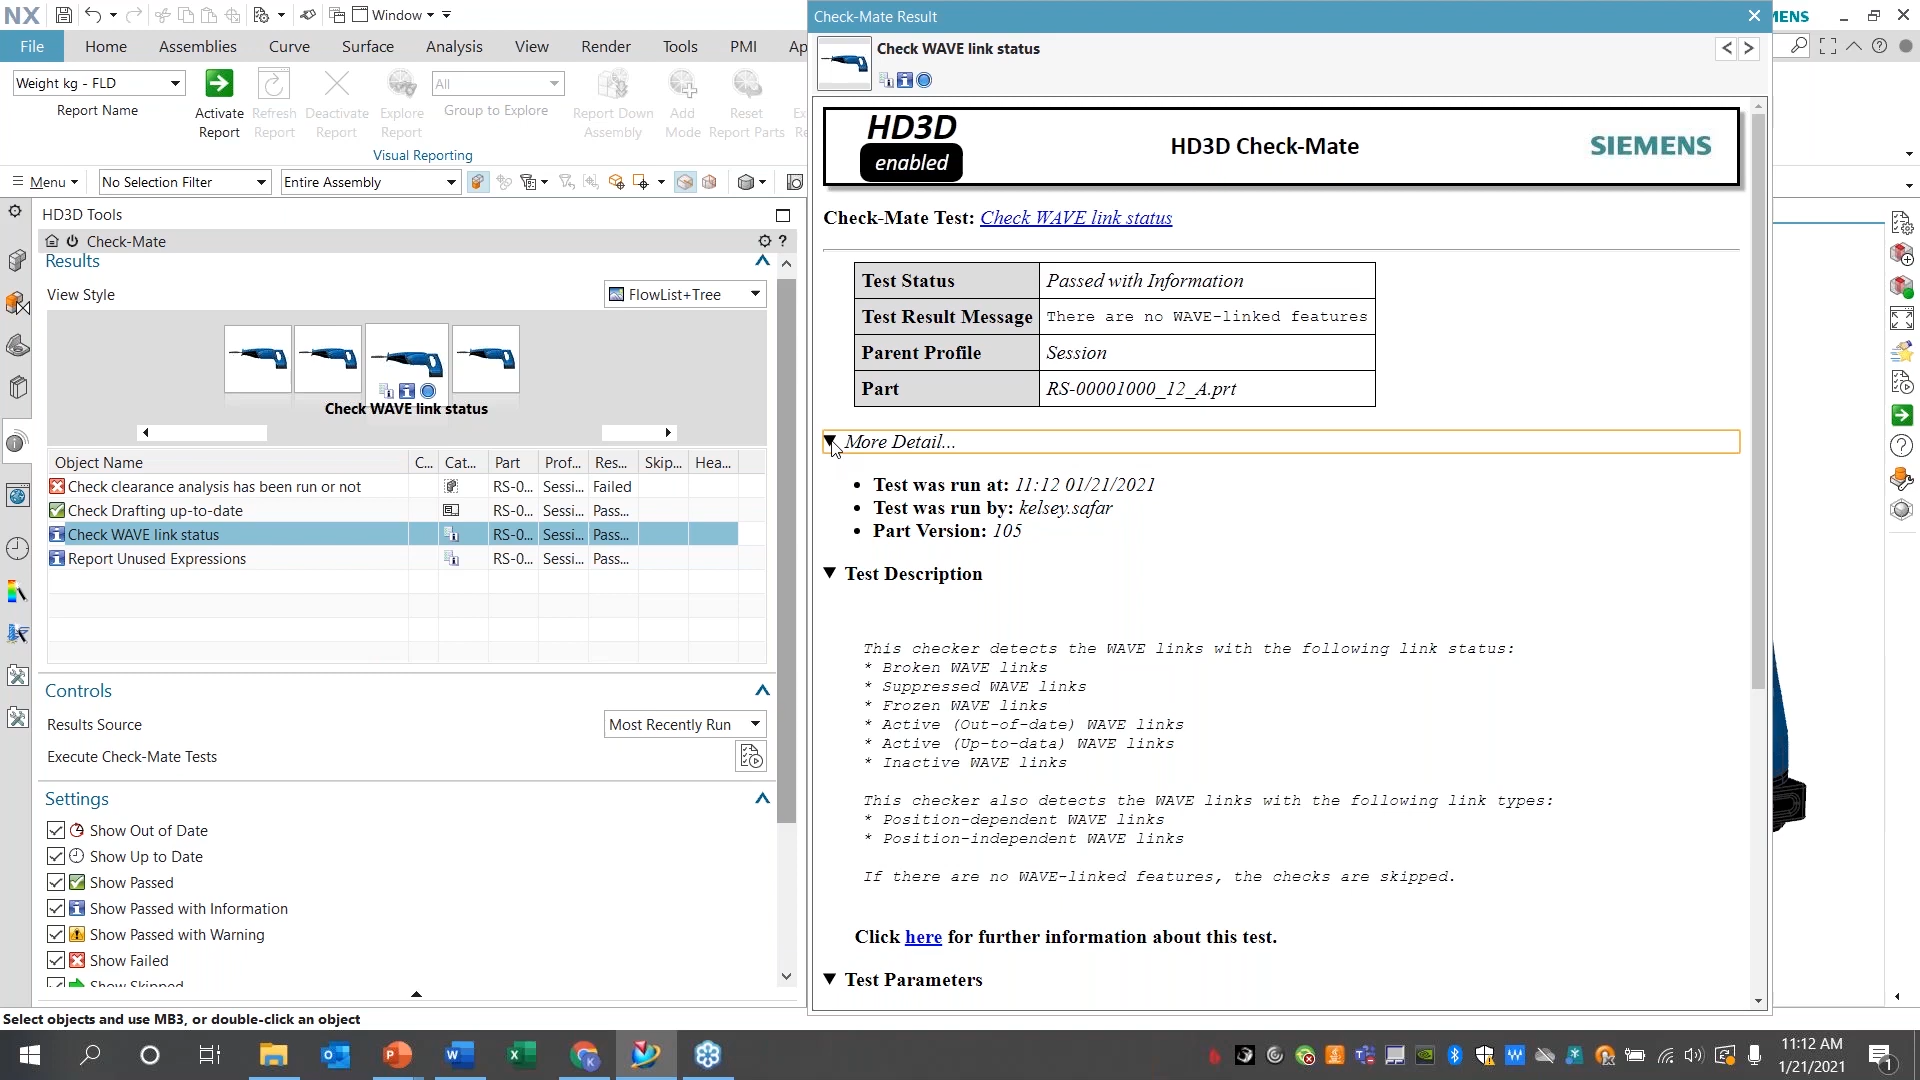 NX
Window
File Home Assemblies Curve Surface Analysis View Render Tools PMI Ap
Weight kg - FLD
Report Name
Activate Report
Refresh Report
Deactivate Report
Explore Report
All
Group to Explore
Report Down Assembly
Add Mode
Reset Report Parts
Visual Reporting
Menu
No Selection Filter
Entire Assembly
HD3D Tools
Check-Mate
Results
View Style
FlowList+Tree
Check WAVE link status
Object Name C... Cat... Part Prof... Res... Skip... Hea...
Check clearance analysis has been run or not RS-0... Sessi... Failed
Check Drafting up-to-date RS-0... Sessi... Pass...
Check WAVE link status RS-0... Sessi... Pass...
Report Unused Expressions RS-0... Sessi... Pass...
Controls
Results Source
Most Recently Run
Execute Check-Mate Tests
Settings
Show Out of Date
Show Up to Date
Show Passed
Show Passed with Information
Show Passed with Warning
Show Failed
Show Skipped
Select objects and use MB3, or double-click an object
Check-Mate Result
Check WAVE link status
HD3D
enabled
HD3D Check-Mate
SIEMENS
Check-Mate Test: Check WAVE link status
Test Status Passed with Information
Test Result Message There are no WAVE-linked features
Parent Profile Session
Part RS-00001000_12_A.prt
More Detail...
• Test was run at: 11:12 01/21/2021
• Test was run by: kelsey.safar
• Part Version: 105
Test Description
This checker detects the WAVE links with the following link status:
* Broken WAVE links
* Suppressed WAVE links
* Frozen WAVE links
* Active (Out-of-date) WAVE links
* Active (Up-to-data) WAVE links
* Inactive WAVE links
This checker also detects the WAVE links with the following link types:
* Position-dependent WAVE links
* Position-independent WAVE links
If there are no WAVE-linked features, the checks are skipped.
Click here for further information about this test.
Test Parameters
11:12 AM
1/21/2021
1